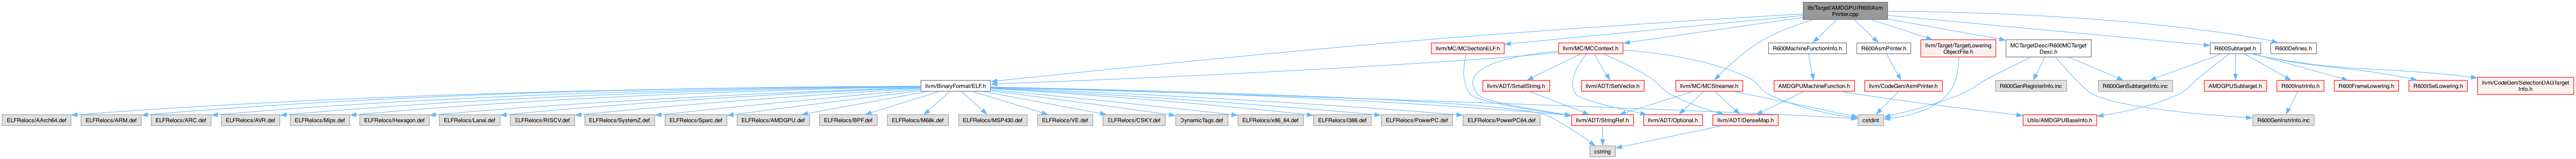 lib/Target/AMDGPU/R600Asm
Printer.cpp
llvm/MC/MCSectionELF.h
llvm/MC/MCContext.h
R600MachineFunctionInfo.h
R600AsmPrinter.h
llvm/Target/TargetLowering
ObjectFile.h
MCTargetDesc/R600MCTarget
Desc.h
R600Subtarget.h
R600Defines.h
llvm/BinaryFormat/ELF.h
llvm/ADT/SmallString.h
llvm/ADT/SetVector.h
llvm/MC/MCStreamer.h
AMDGPUMachineFunction.h
llvm/CodeGen/AsmPrinter.h
R600GenRegisterInfo.inc
R600GenSubtargetInfo.inc
AMDGPUSubtarget.h
R600InstrInfo.h
R600FrameLowering.h
R600ISelLowering.h
llvm/CodeGen/SelectionDAGTarget
Info.h
ELFRelocs/AArch64.def
ELFRelocs/ARM.def
ELFRelocs/ARC.def
ELFRelocs/AVR.def
ELFRelocs/Mips.def
ELFRelocs/Hexagon.def
ELFRelocs/Lanai.def
ELFRelocs/RISCV.def
ELFRelocs/SystemZ.def
ELFRelocs/Sparc.def
ELFRelocs/AMDGPU.def
ELFRelocs/BPF.def
ELFRelocs/M68k.def
ELFRelocs/MSP430.def
ELFRelocs/VE.def
ELFRelocs/CSKY.def
DynamicTags.def
ELFRelocs/x86_64.def
ELFRelocs/i386.def
ELFRelocs/PowerPC.def
ELFRelocs/PowerPC64.def
llvm/ADT/StringRef.h
llvm/ADT/Optional.h
llvm/ADT/DenseMap.h
cstdint
Utils/AMDGPUBaseInfo.h
R600GenInstrInfo.inc
cstring